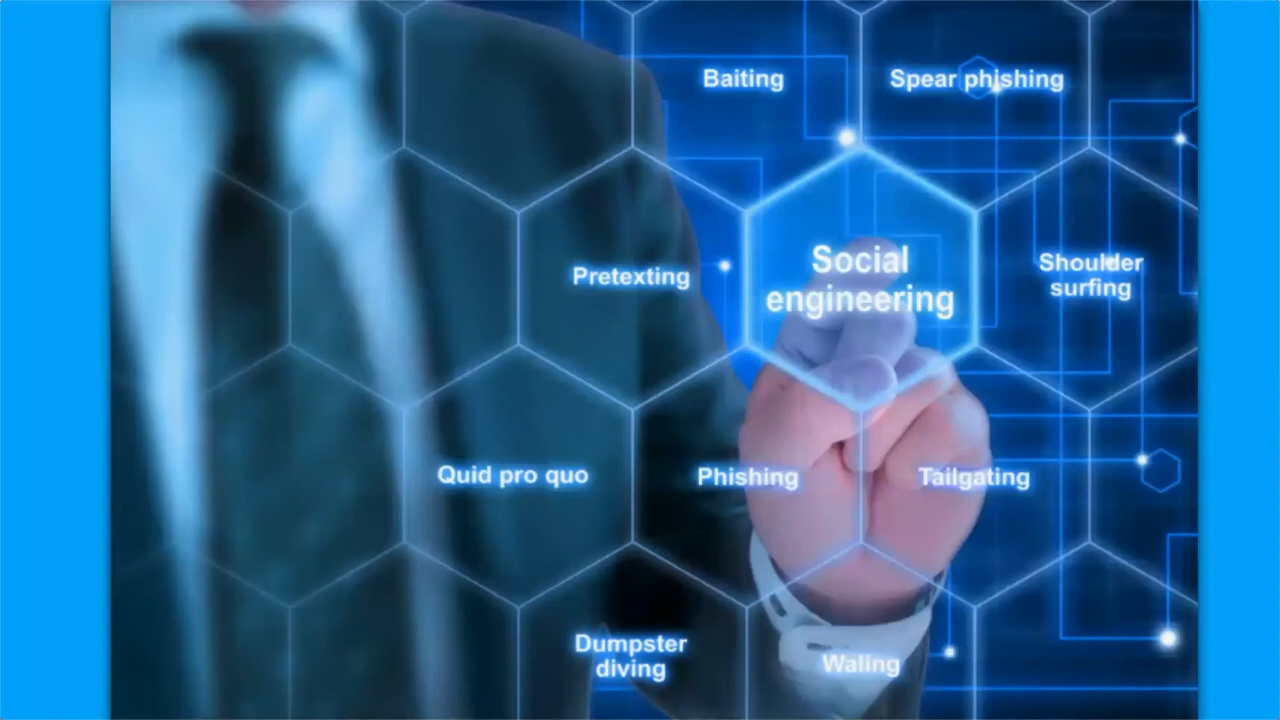 Baiting
Spear phishing
Social
engineering
Pretexting
Shoulder
surfing
Quid pro quo
Phishing
Tailgating
Dumpster
diving
Waling